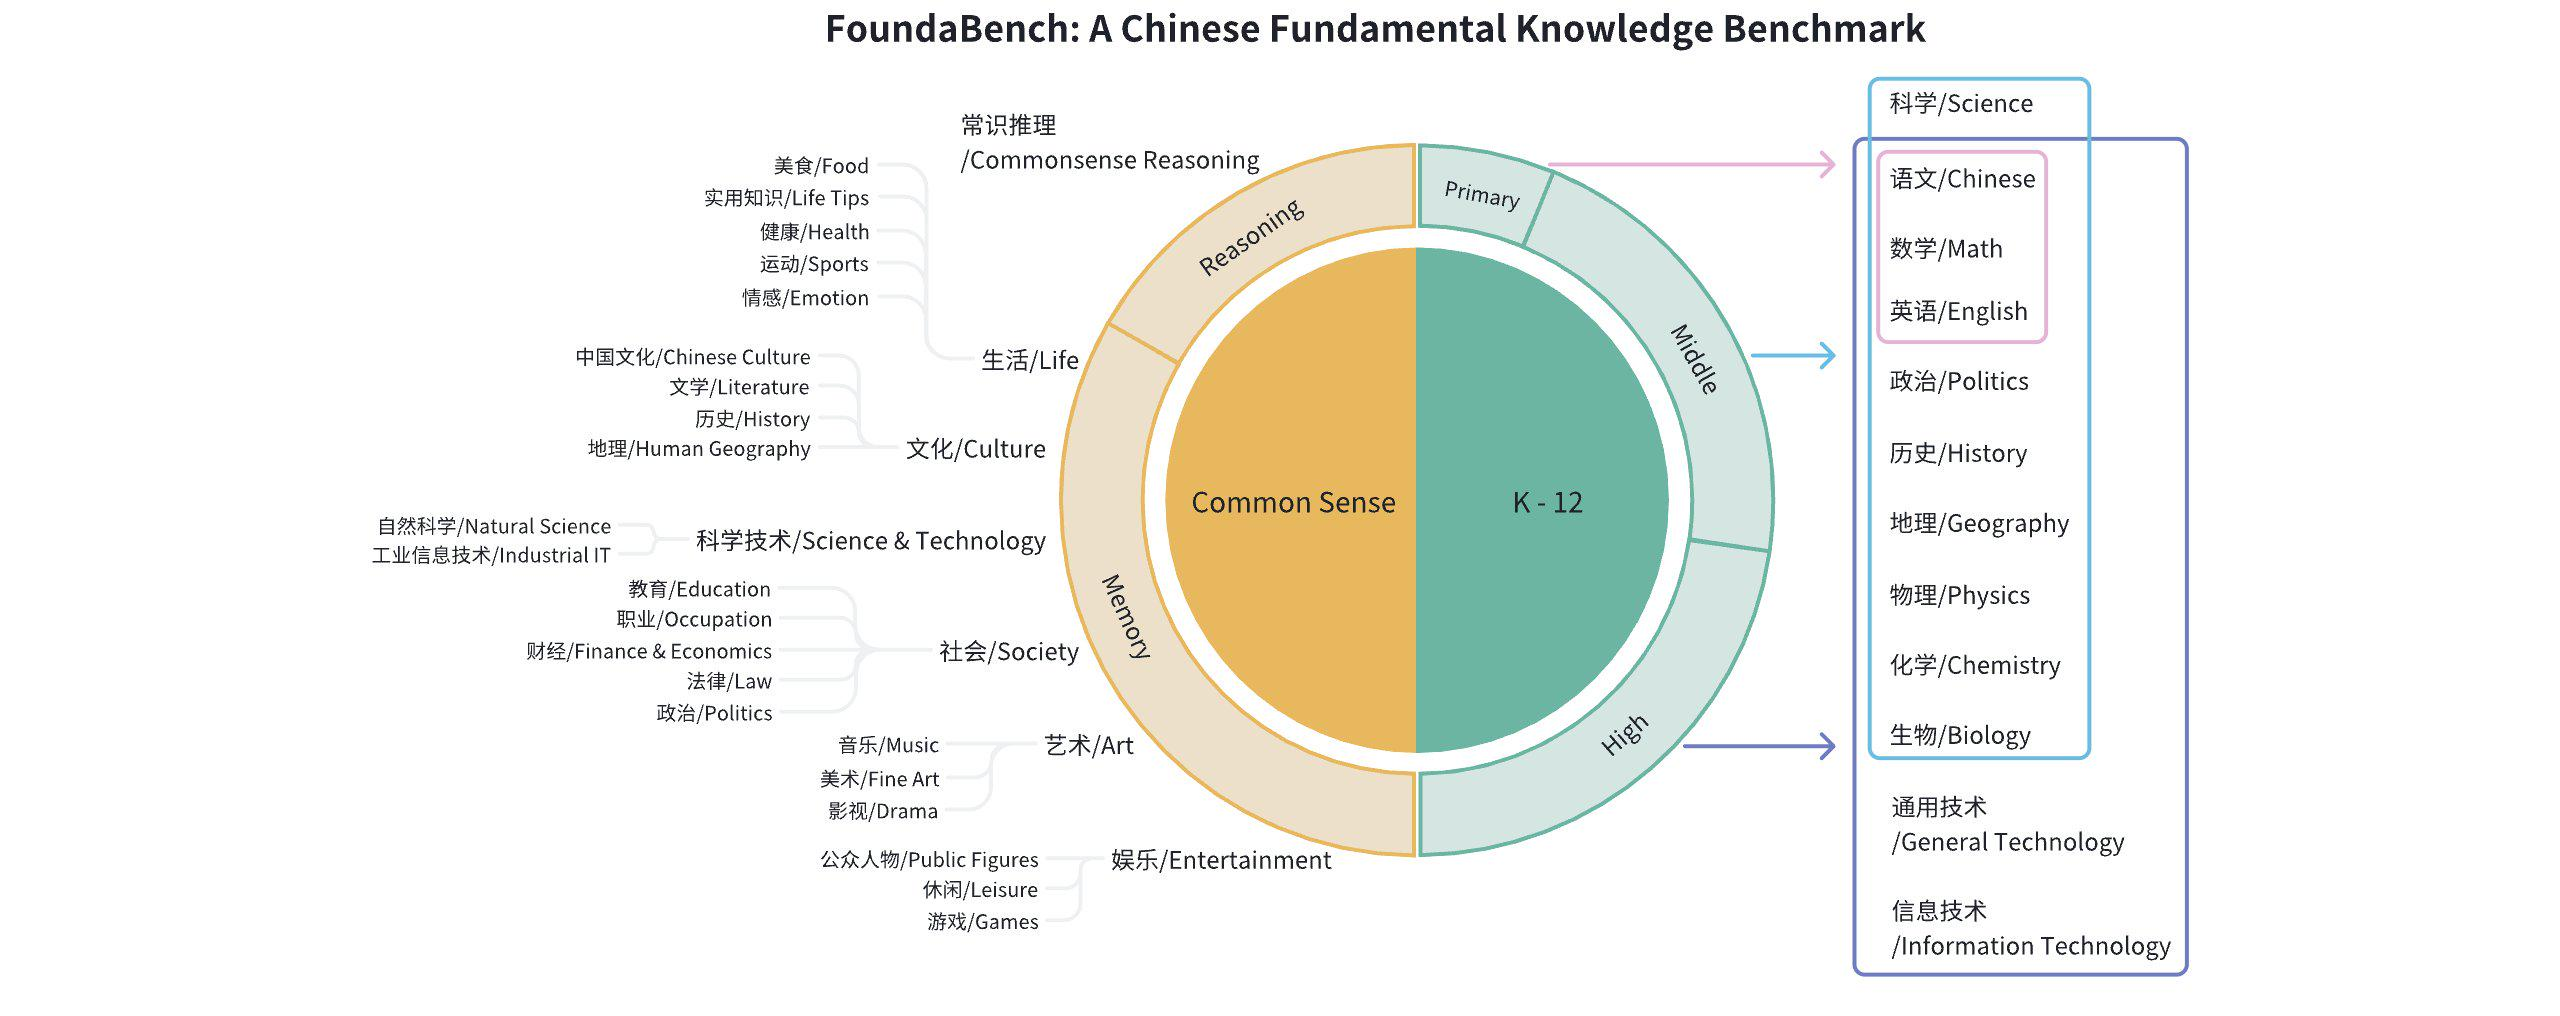 FoundaBench: A Chinese Fundamental Knowledge Benchmark
常识推理
/Commonsense Reasoning
美食/Food
实用知识/Life Tips
健康/Health
运动/Sports
情感/Emotion
生活/Life
中国文化/Chinese Culture
文学/Literature
历史/History
地理/Human Geography
文化/Culture
自然科学/Natural Science
工业信息技术/Industrial IT
科学技术/Science & Technology
教育/Education
职业/Occupation
财经/Finance & Economics
法律/Law
政治/Politics
社会/Society
音乐/Music
美术/Fine Art
影视/Drama
艺术/Art
公众人物/Public Figures
休闲/Leisure
游戏/Games
娱乐/Entertainment
Reasoning
Memory
Common Sense
K - 12
Primary
Middle
High
科学/Science
语文/Chinese
数学/Math
英语/English
政治/Politics
历史/History
地理/Geography
物理/Physics
化学/Chemistry
生物/Biology
通用技术
/General Technology
信息技术
/Information Technology